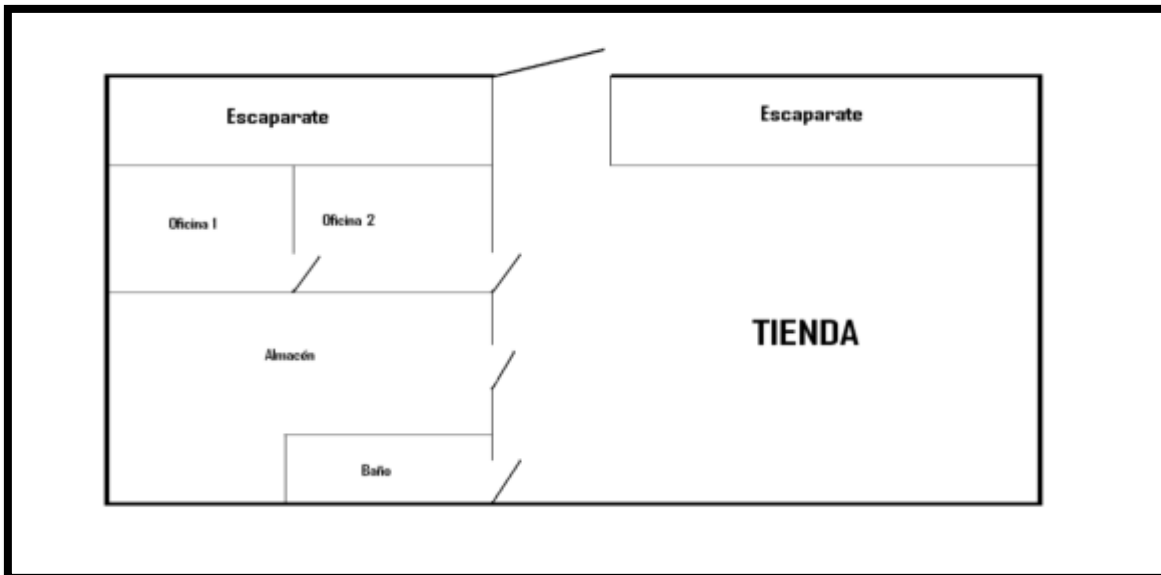 Escaparate
Escaparate
Oficina 1
Oficina 2
TIENDA
Almacén
Baño